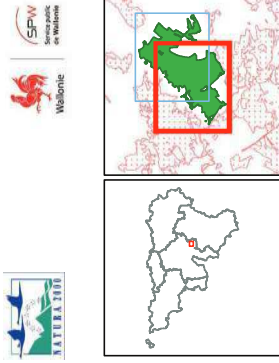 SPW
Service public
de Wallonie
Wallonie
NATURA 2000